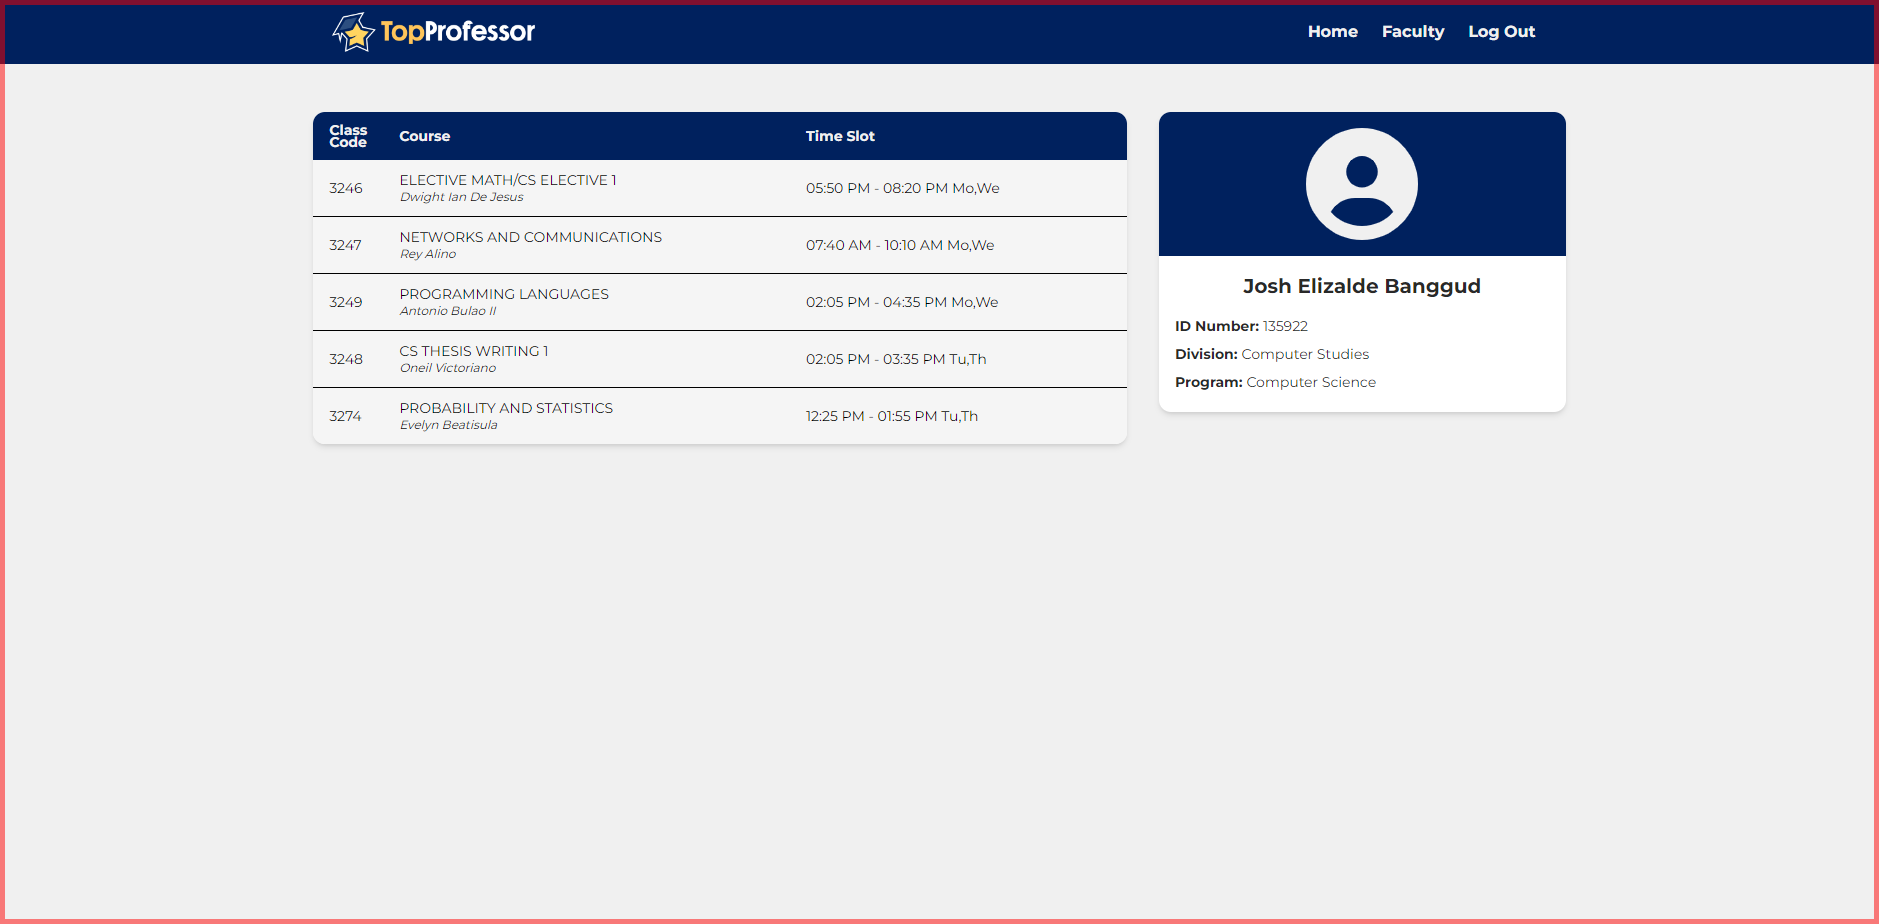 TopProfessor
Home Faculty Log Out
Class Code Course Time Slot
3246 ELECTIVE MATH/CS ELECTIVE 1 05:50 PM - 08:20 PM Mo,We
Dwight Ian De Jesus
3247 NETWORKS AND COMMUNICATIONS 07:40 AM - 10:10 AM Mo,We
Rey Alino
3249 PROGRAMMING LANGUAGES 02:05 PM - 04:35 PM Mo,We
Antonio Bulao II
3248 CS THESIS WRITING 1 02:05 PM - 03:35 PM Tu,Th
Oneil Victoriano
3274 PROBABILITY AND STATISTICS 12:25 PM - 01:55 PM Tu,Th
Evelyn Beatisula
Josh Elizalde Banggud
ID Number: 135922
Division: Computer Studies
Program: Computer Science